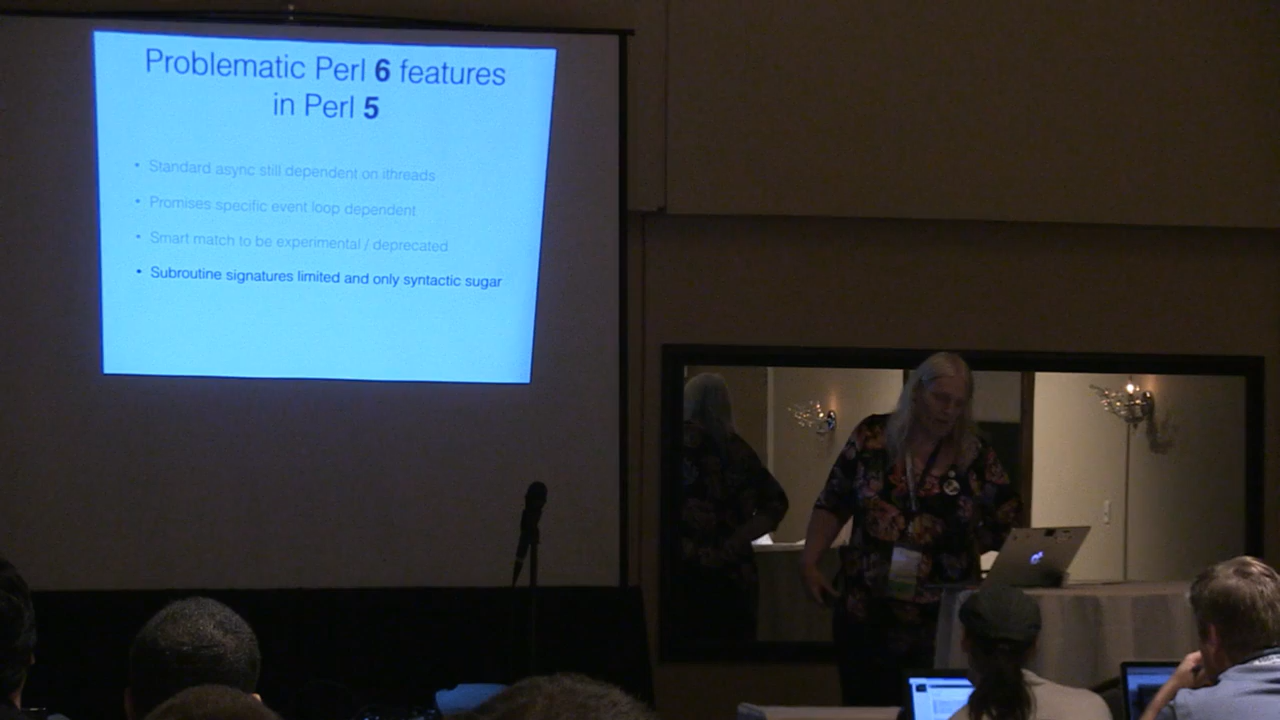 Problematic Perl 6 features
in Perl 5
• Standard async still dependent on ithreads
• Promises specific event loop dependent
• Smart match to be experimental / deprecated
• Subroutine signatures limited and only syntactic sugar